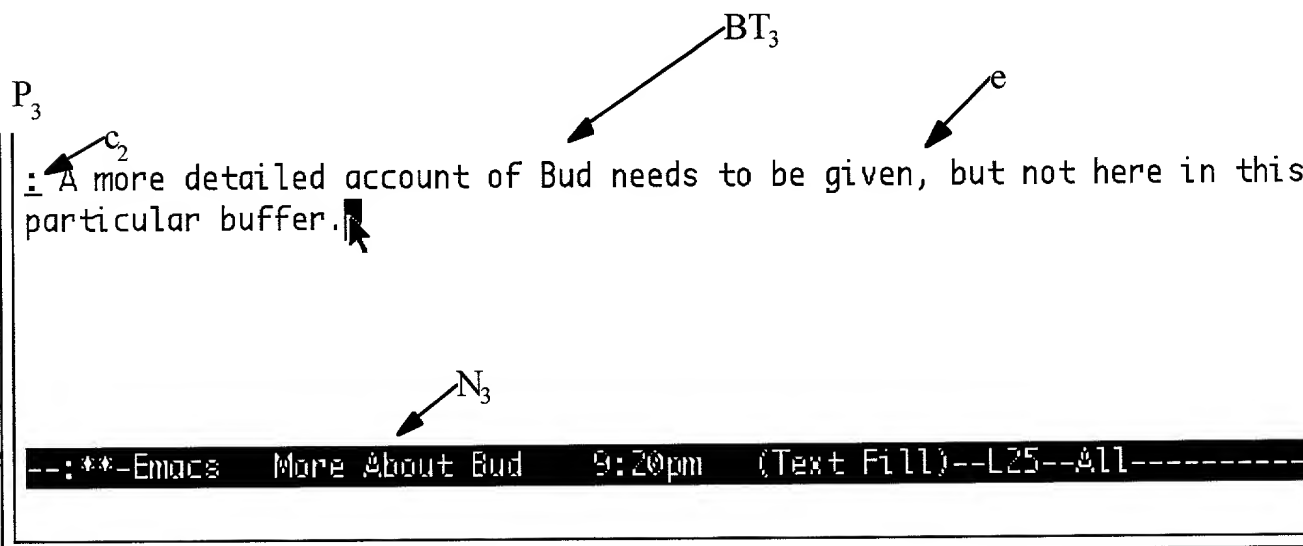 BT₃
e
P₃
c₂
: A more detailed account of Bud needs to be given, but not here in this
particular buffer.
N₃
--:**-Emacs   More About Bud    9:20pm   (Text Fill)--L25--All----------